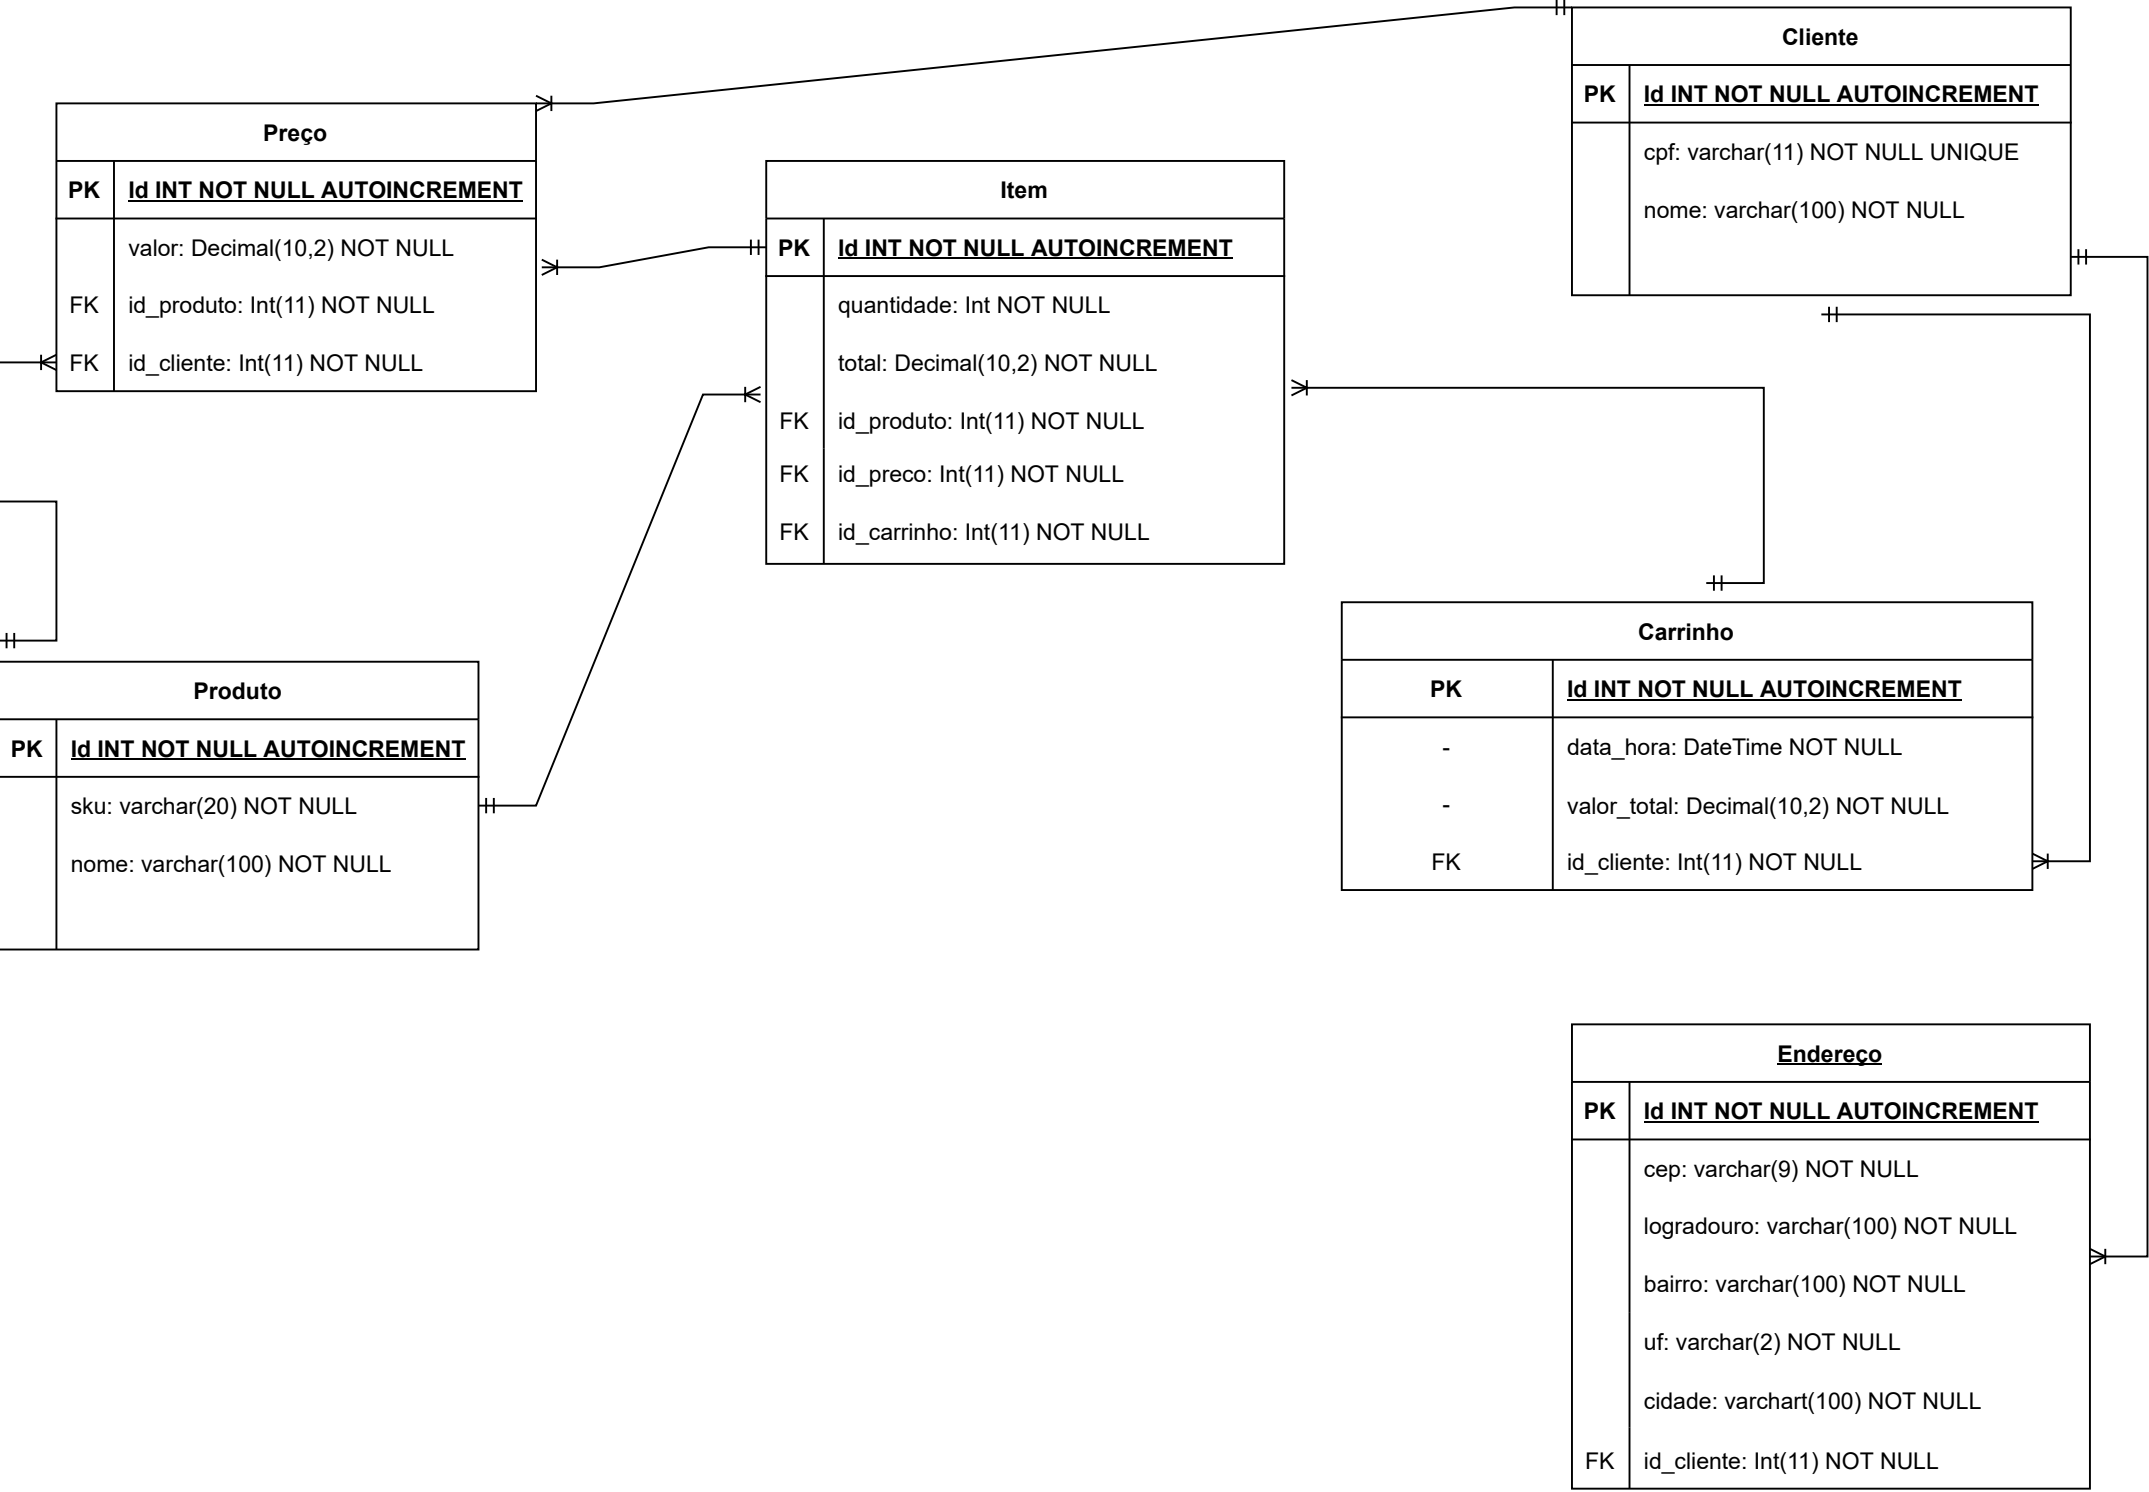 Cliente
PK Id INT NOT NULL AUTOINCREMENT
cpf: varchar(11) NOT NULL UNIQUE
nome: varchar(100) NOT NULL
Preço
PK Id INT NOT NULL AUTOINCREMENT
valor: Decimal(10,2) NOT NULL
FK id_produto: Int(11) NOT NULL
FK id_cliente: Int(11) NOT NULL
Item
PK Id INT NOT NULL AUTOINCREMENT
quantidade: Int NOT NULL
total: Decimal(10,2) NOT NULL
FK id_produto: Int(11) NOT NULL
FK id_preco: Int(11) NOT NULL
FK id_carrinho: Int(11) NOT NULL
Produto
PK Id INT NOT NULL AUTOINCREMENT
sku: varchar(20) NOT NULL
nome: varchar(100) NOT NULL
Carrinho
PK Id INT NOT NULL AUTOINCREMENT
- data_hora: DateTime NOT NULL
- valor_total: Decimal(10,2) NOT NULL
FK id_cliente: Int(11) NOT NULL
Endereço
PK Id INT NOT NULL AUTOINCREMENT
cep: varchar(9) NOT NULL
logradouro: varchar(100) NOT NULL
bairro: varchar(100) NOT NULL
uf: varchar(2) NOT NULL
cidade: varchart(100) NOT NULL
FK id_cliente: Int(11) NOT NULL